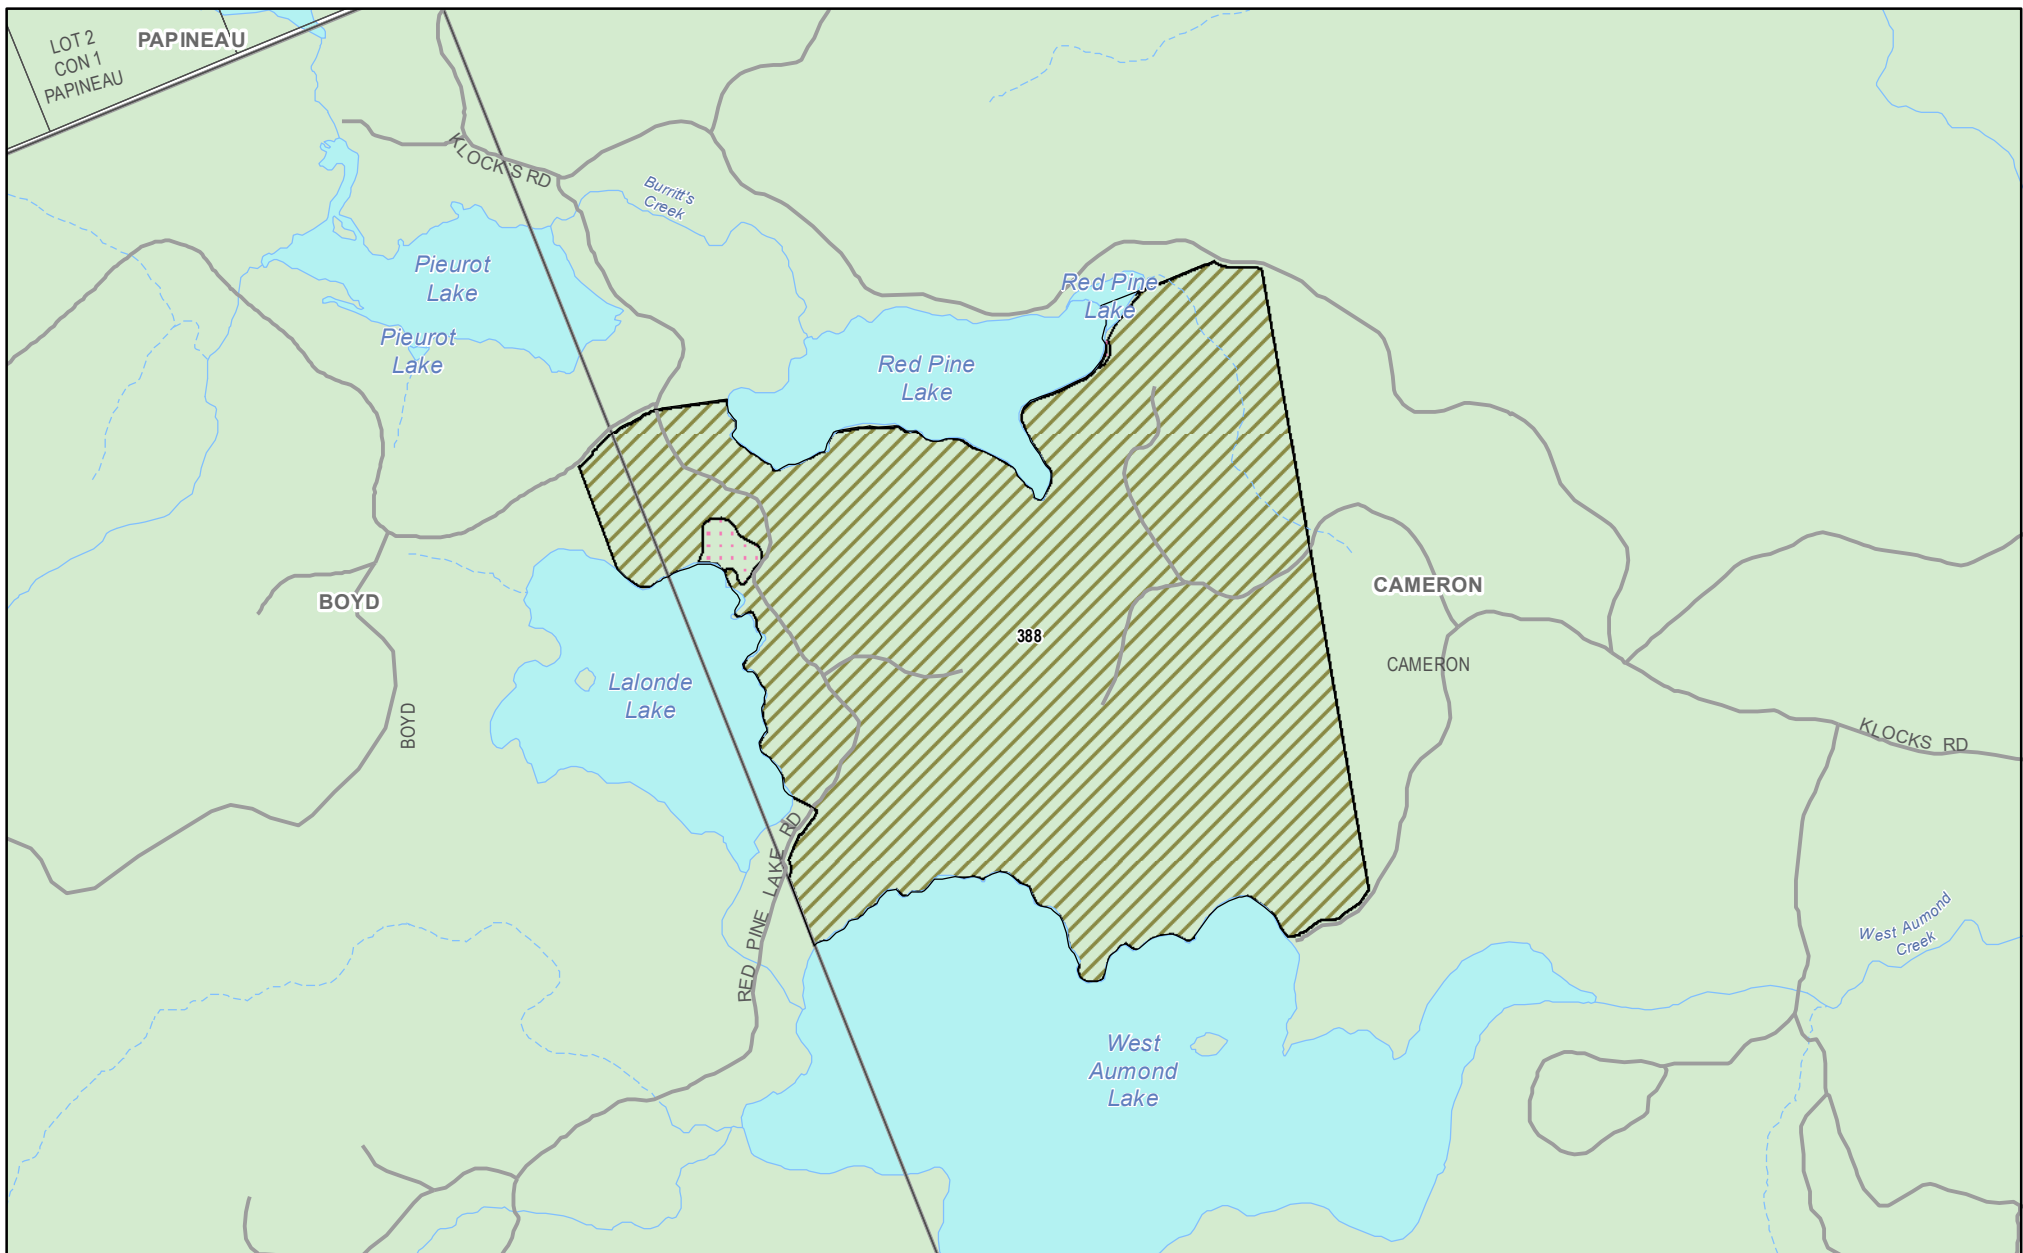 PAPINEAU
LOT 2
CON 1
PAPINEAU
KLOCK'S RD
Burritt's
Creek
Pieurot
Lake
Pieurot
Lake
Red Pine
Lake
Red Pine
Lake
BOYD
CAMERON
388
CAMERON
Lalonde
Lake
BOYD
KLOCKS RD
RED PINE LAKE RD
West Aumond
Creek
West
Aumond
Lake